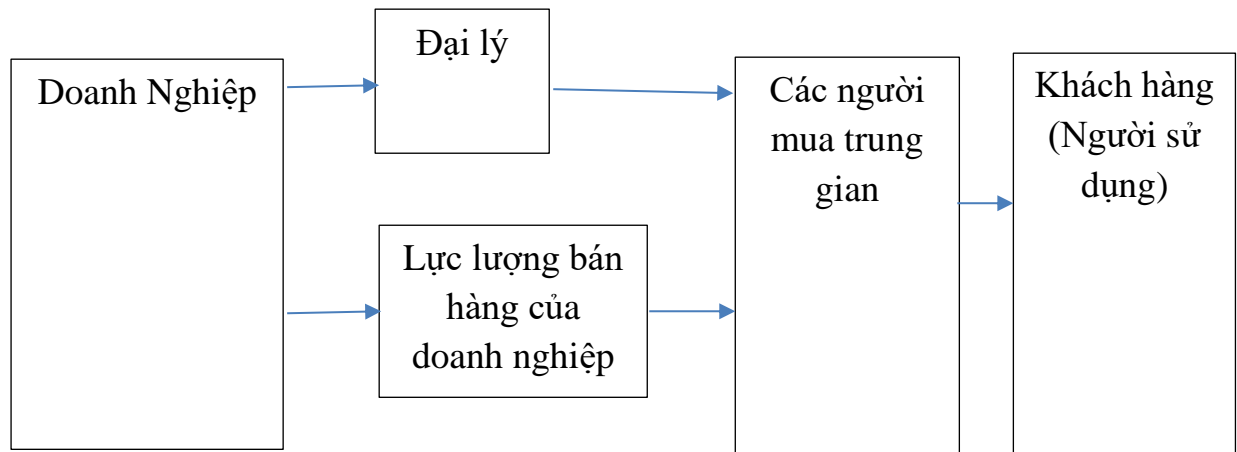 Doanh Nghiệp
Đại lý
Lực lượng bán
hàng của
doanh nghiệp
Các người
mua trung
gian
Khách hàng
(Người sử
dụng)